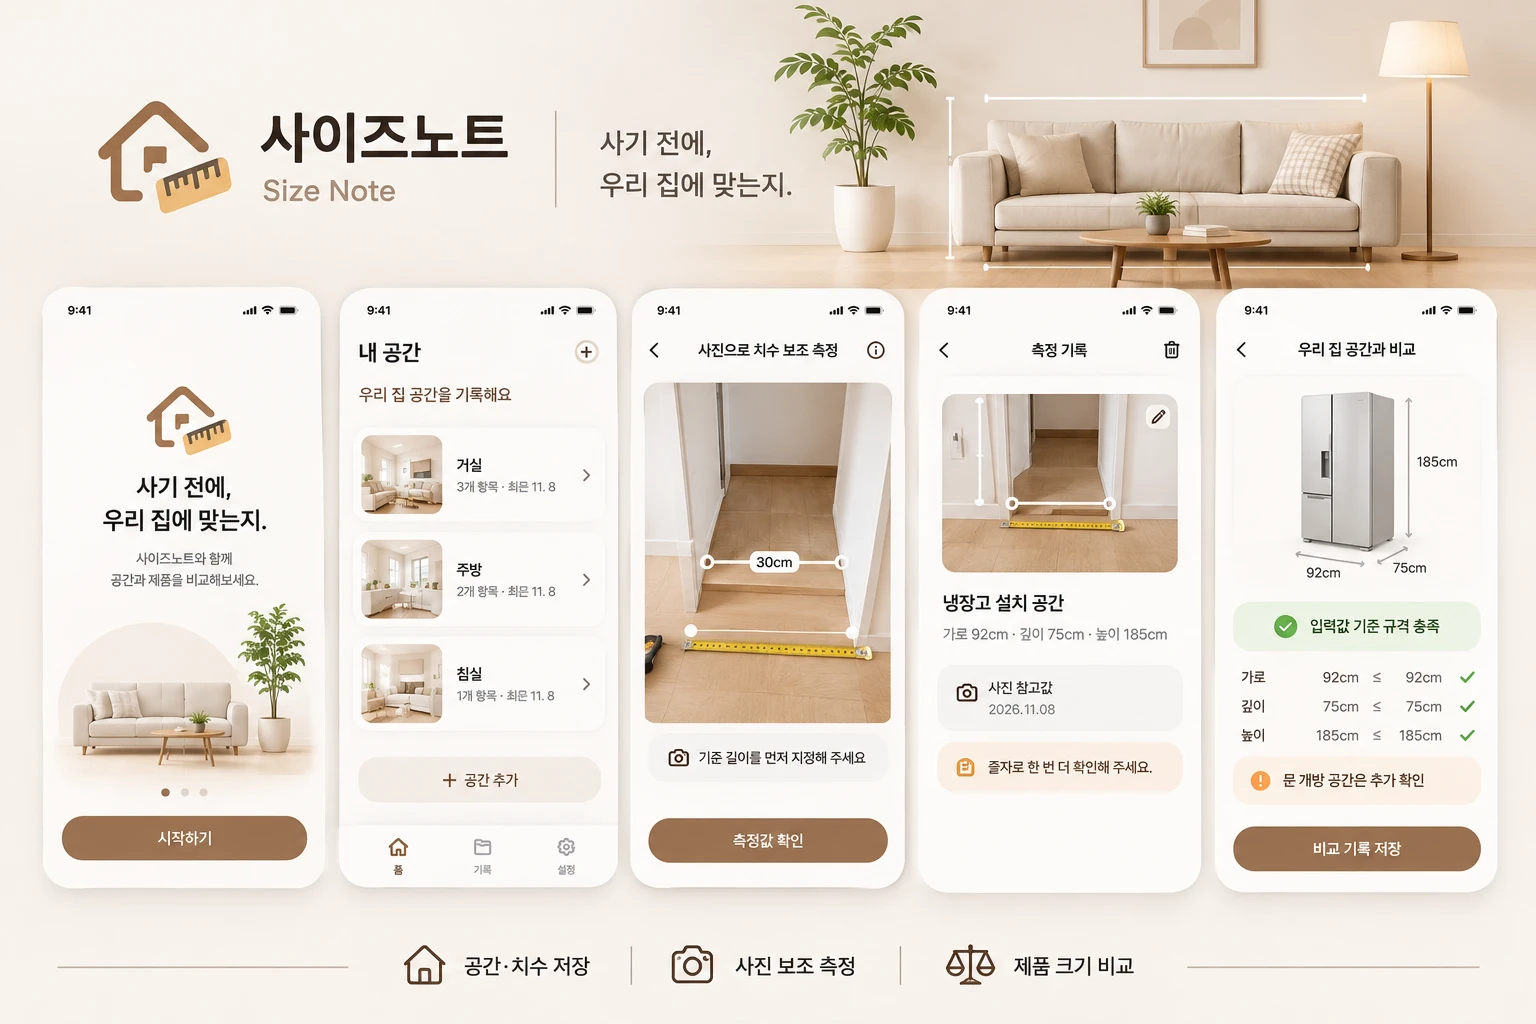 사이즈노트
Size Note
사기 전에,
우리 집에 맞는지.
9:41
사기 전에,
우리 집에 맞는지.
사이즈노트와 함께
공간과 제품을 비교해보세요.
시작하기
9:41
내 공간
우리 집 공간을 기록해요
거실
3개 항목 · 최믄 11. 8
주방
2개 항목 · 최믄 11. 8
침실
1개 항목 · 최믄 11. 8
+ 공간 추가
홈
기록
설정
9:41
사진으로 치수 보조 측정
30cm
기준 길이를 먼저 지정해 주세요
측정값 확인
9:41
측정 기록
냉장고 설치 공간
가로 92cm · 깊이 75cm · 높이 185cm
사진 참고값
2026.11.08
줄자로 한 번 더 확인해 주세요.
9:41
우리 집 공간과 비교
185cm
92cm
75cm
입력값 기준 규격 충족
가로 92cm ≤ 92cm
깊이 75cm ≤ 75cm
높이 185cm ≤ 185cm
문 개방 공간은 추가 확인
비교 기록 저장
공간·치수 저장
사진 보조 측정
제품 크기 비교